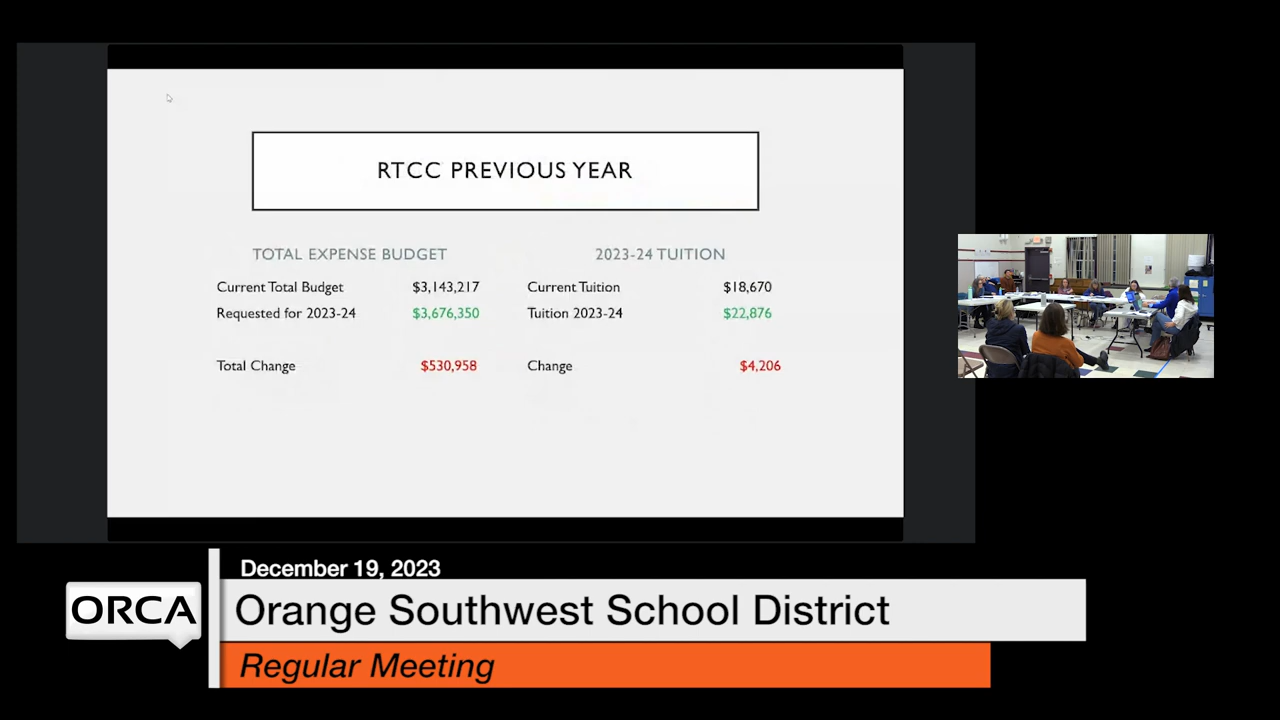 RTCC PREVIOUS YEAR
TOTAL EXPENSE BUDGET
Current Total Budget $3,143,217
Requested for 2023-24 $3,676,350
Total Change $530,958
2023-24 TUITION
Current Tuition $18,670
Tuition 2023-24 $22,876
Change $4,206
December 19, 2023
ORCA
Orange Southwest School District
Regular Meeting